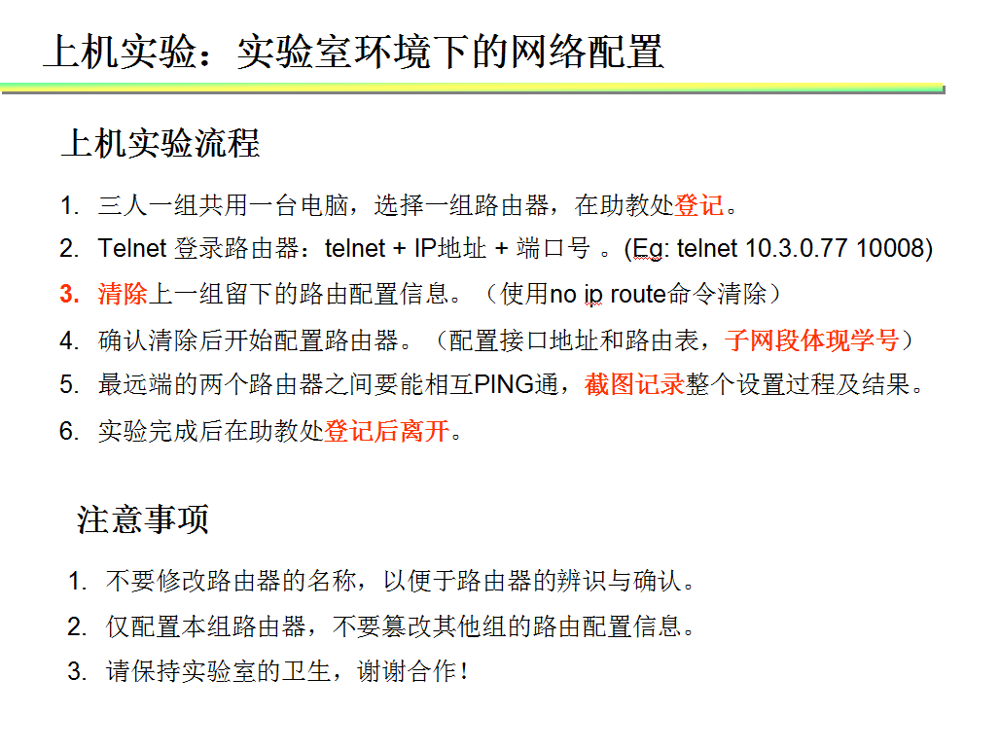 上机实验：实验室环境下的网络配置
上机实验流程
1. 三人一组共用一台电脑，选择一组路由器，在助教处登记。
2. Telnet 登录路由器：telnet + IP地址 + 端口号 。(Eg: telnet 10.3.0.77 10008)
3. 清除上一组留下的路由配置信息。（使用no ip route命令清除）
4. 确认清除后开始配置路由器。（配置接口地址和路由表，子网段体现学号）
5. 最远端的两个路由器之间要能相互PING通，截图记录整个设置过程及结果。
6. 实验完成后在助教处登记后离开。
注意事项
1. 不要修改路由器的名称，以便于路由器的辨识与确认。
2. 仅配置本组路由器，不要篡改其他组的路由配置信息。
3. 请保持实验室的卫生，谢谢合作！